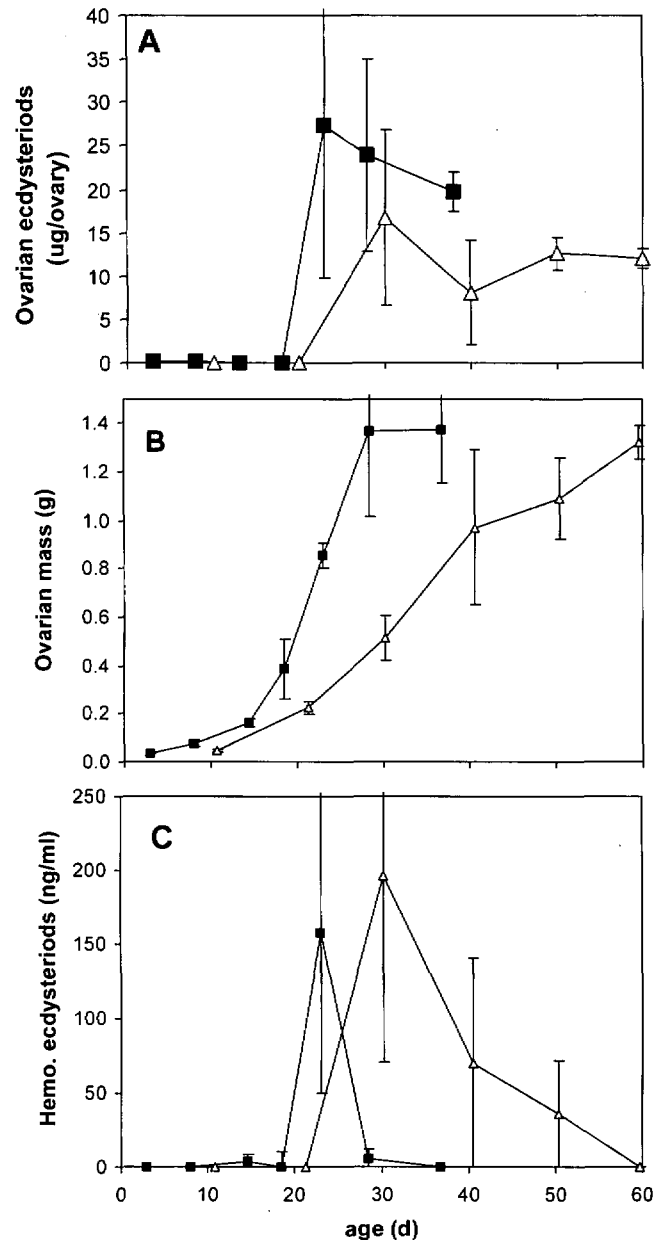 A
Ovarian ecdysteriods
(ug/ovary)
40
35
30
25
20
15
10
5
0
B
Ovarian mass (g)
1.4
1.2
1.0
0.8
0.6
0.4
0.2
0.0
C
Hemo. ecdysteriods (ng/ml)
250
200
150
100
50
0
0 10 20 30 40 50 60
age (d)